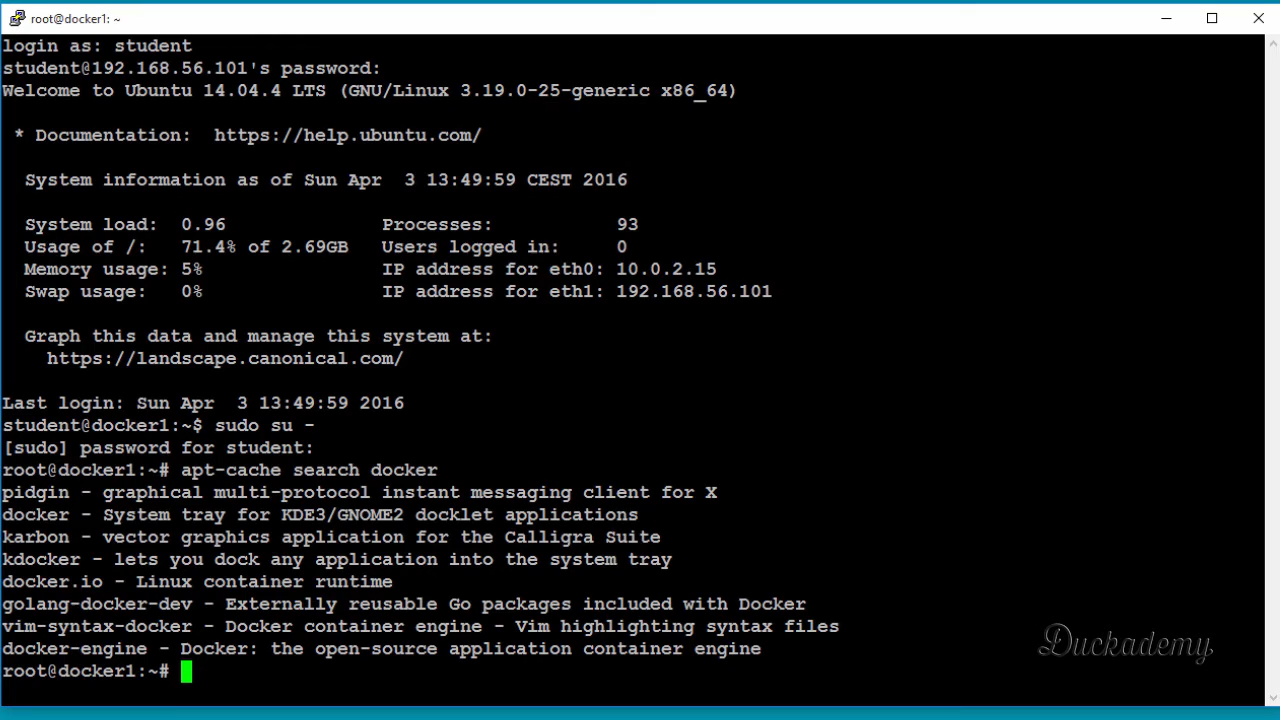 root@docker1: ~
login as: student
student@192.168.56.101's password:
Welcome to Ubuntu 14.04.4 LTS (GNU/Linux 3.19.0-25-generic x86_64)
* Documentation: https://help.ubuntu.com/
System information as of Sun Apr 3 13:49:59 CEST 2016
System load: 0.96 Processes: 93
Usage of /: 71.4% of 2.69GB Users logged in: 0
Memory usage: 5% IP address for eth0: 10.0.2.15
Swap usage: 0% IP address for eth1: 192.168.56.101
Graph this data and manage this system at:
https://landscape.canonical.com/
Last login: Sun Apr 3 13:49:59 2016
student@docker1:~$ sudo su -
[sudo] password for student:
root@docker1:~# apt-cache search docker
pidgin - graphical multi-protocol instant messaging client for X
docker - System tray for KDE3/GNOME2 docklet applications
karbon - vector graphics application for the Calligra Suite
kdocker - lets you dock any application into the system tray
docker.io - Linux container runtime
golang-docker-dev - Externally reusable Go packages included with Docker
vim-syntax-docker - Docker container engine - Vim highlighting syntax files
docker-engine - Docker: the open-source application container engine
root@docker1:~#
Duckademy